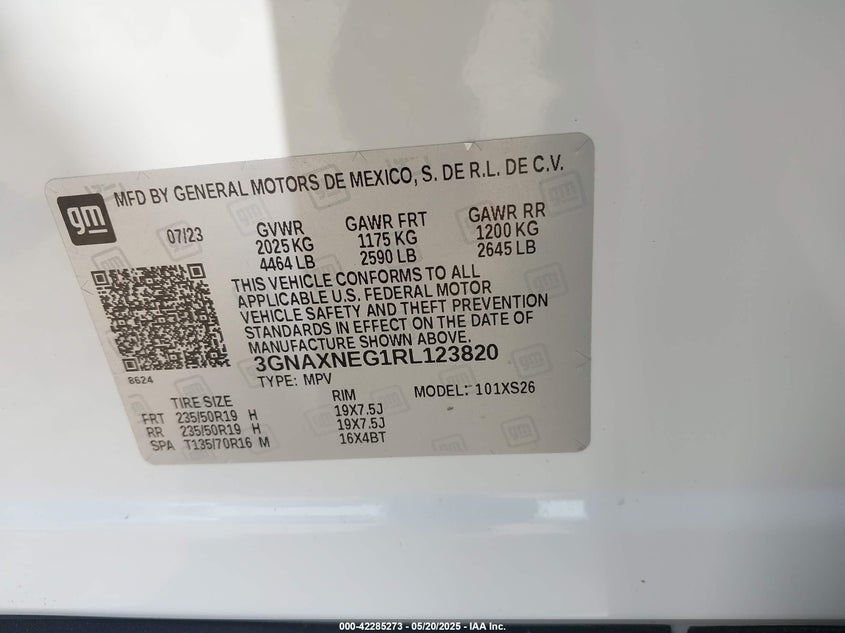 gm
MFD BY GENERAL MOTORS DE MEXICO, S. DE R.L. DE C.V.
07/23 GVWR GAWR FRT GAWR RR
2025 KG 1175 KG 1200 KG
4464 LB 2590 LB 2645 LB
THIS VEHICLE CONFORMS TO ALL
APPLICABLE U.S. FEDERAL MOTOR
VEHICLE SAFETY AND THEFT PREVENTION
STANDARDS IN EFFECT ON THE DATE OF
MANUFACTURE SHOWN ABOVE.
3GNAXNEG1RL123820
8624 TYPE: MPV MODEL: 101XS26
TIRE SIZE RIM
FRT 235/50R19 H 19X7.5J
RR 235/50R19 H 19X7.5J
SPA T135/70R16 M 16X4BT
000-42285273 - 05/20/2025 - IAA Inc.